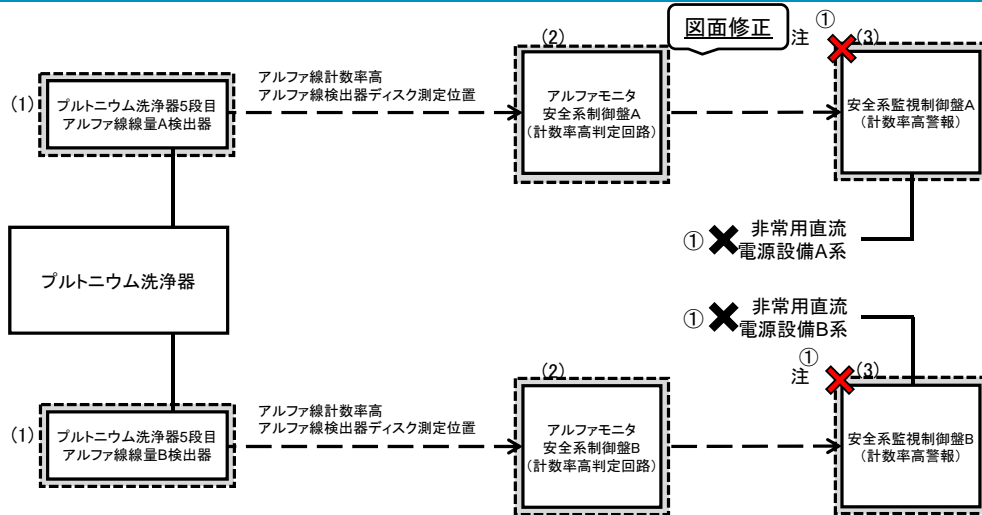 図面修正
注 ①
(2)
(3)
(1)
プルトニウム洗浄器5段目
アルファ線線量A検出器
アルファ線計数率高
アルファ線検出器ディスク測定位置
アルファモニタ
安全系制御盤A
(計数率高判定回路)
安全系監視制御盤A
(計数率高警報)
① 非常用直流
電源設備A系
プルトニウム洗浄器
① 非常用直流
電源設備B系
注 ①
(2)
(3)
(1)
プルトニウム洗浄器5段目
アルファ線線量B検出器
アルファ線計数率高
アルファ線検出器ディスク測定位置
アルファモニタ
安全系制御盤B
(計数率高判定回路)
安全系監視制御盤B
(計数率高警報)